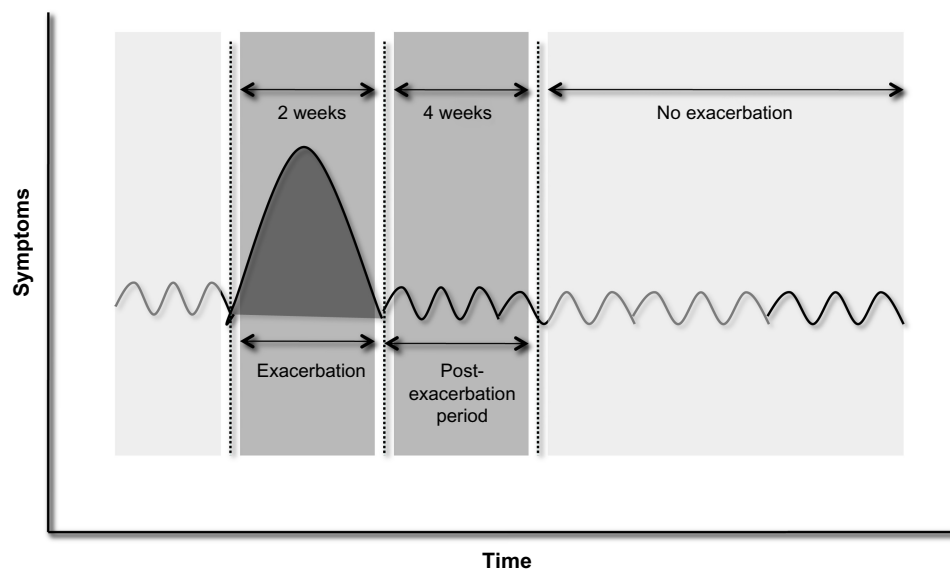 2 weeks
4 weeks
No exacerbation
Symptoms
Exacerbation
Post-
exacerbation
period
Time